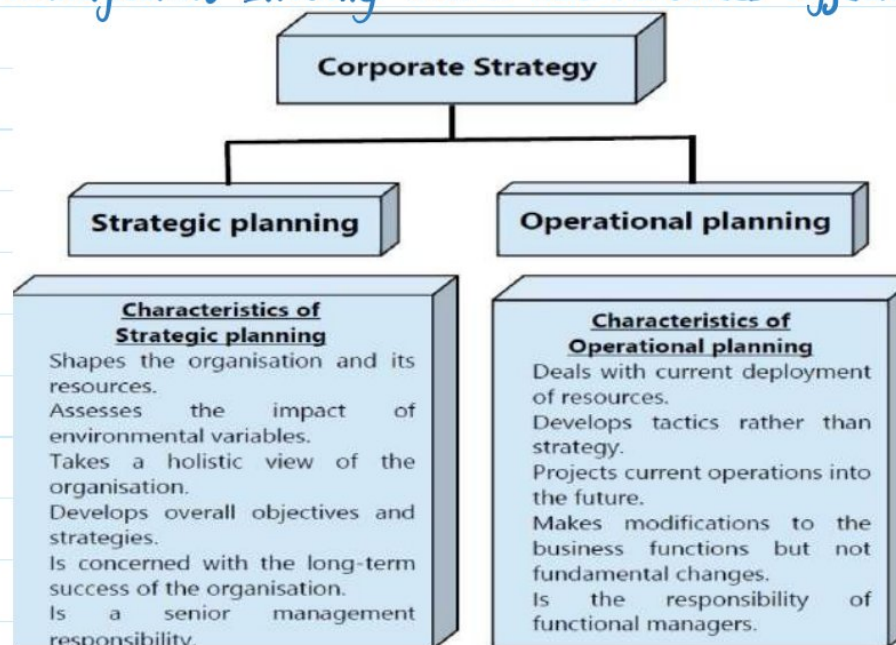 Corporate Strategy
Strategic planning
Operational planning
Characteristics of
Strategic planning
Shapes the organisation and its
resources.
Assesses the impact of
environmental variables.
Takes a holistic view of the
organisation.
Develops overall objectives and
strategies.
Is concerned with the long-term
success of the organisation.
Is a senior management
responsibility.
Characteristics of
Operational planning
Deals with current deployment
of resources.
Develops tactics rather than
strategy.
Projects current operations into
the future.
Makes modifications to the
business functions but not
fundamental changes.
Is the responsibility of
functional managers.